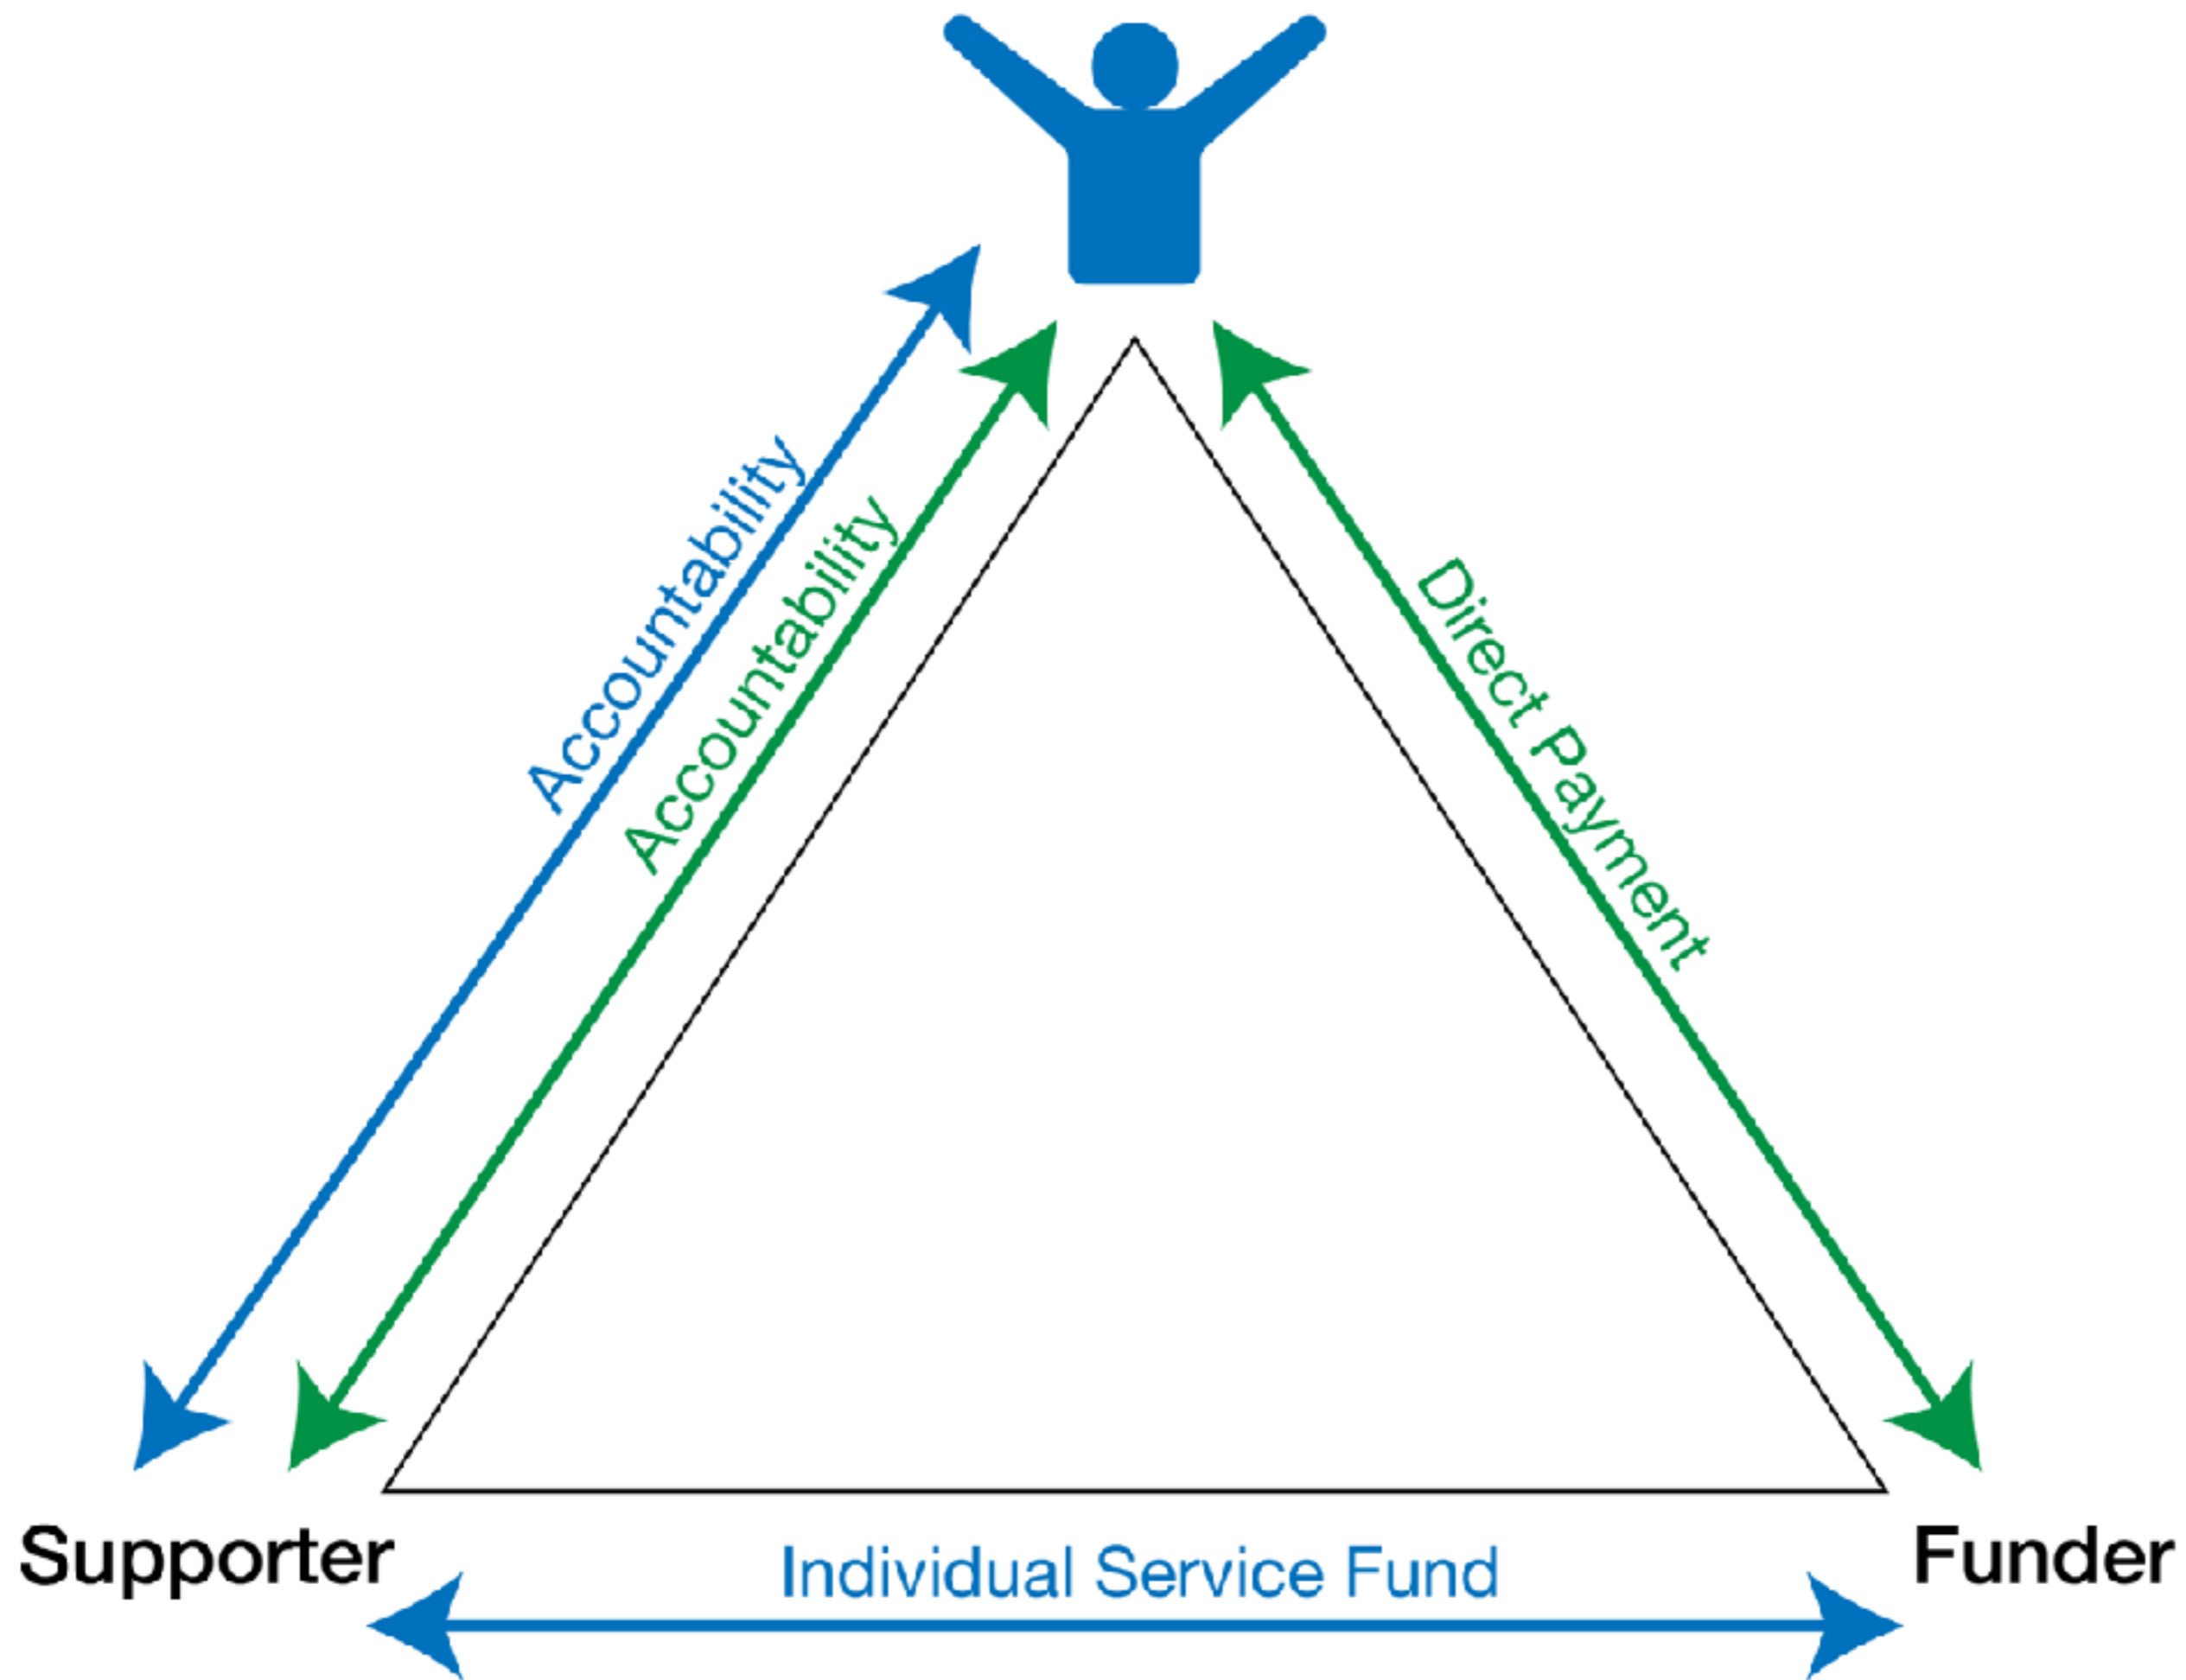 Accountability
Accountability
Direct Payment
Supporter
Individual Service Fund
Funder